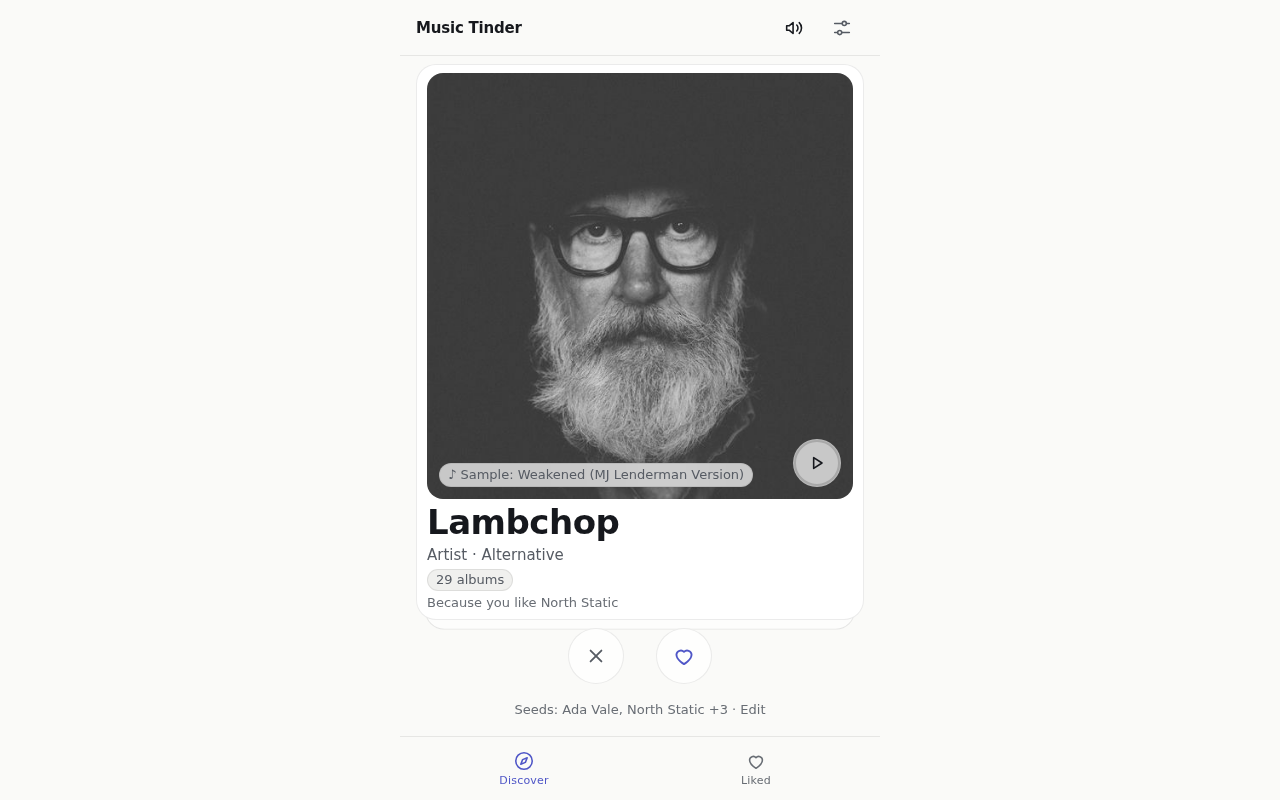 Music Tinder
♪ Sample: Weakened (MJ Lenderman Version)
Lambchop
Artist · Alternative
29 albums
Because you like North Static
Seeds: Ada Vale, North Static +3 · Edit
Discover
Liked